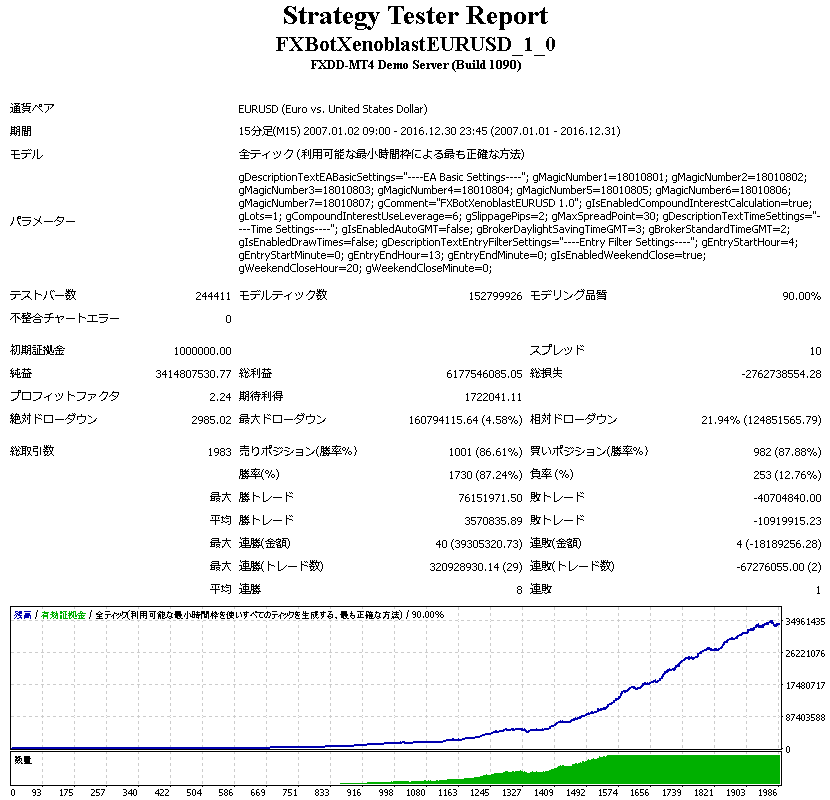 Strategy Tester Report
FXBotXenoblastEURUSD_1_0
FXDD-MT4 Demo Server (Build 1090)
通貨ペア EURUSD (Euro vs. United States Dollar)
期間 15分足(M15) 2007.01.02 09:00 - 2016.12.30 23:45 (2007.01.01 - 2016.12.31)
モデル 全ティック (利用可能な最小時間枠による最も正確な方法)
gDescriptionTextEABasicSettings="----EA Basic Settings----"; gMagicNumber1=18010801; gMagicNumber2=18010802;
gMagicNumber3=18010803; gMagicNumber4=18010804; gMagicNumber5=18010805; gMagicNumber6=18010806;
gMagicNumber7=18010807; gComment="FXBotXenoblastEURUSD 1.0"; gIsEnabledCompoundInterestCalculation=true;
パラメーター gLots=1; gCompoundInterestUseLeverage=6; gSlippagePips=2; gMaxSpreadPoint=30; gDescriptionTextTimeSettings="-
---Time Settings----"; gIsEnabledAutoGMT=false; gBrokerDaylightSavingTimeGMT=3; gBrokerStandardTimeGMT=2;
gIsEnabledDrawTimes=false; gDescriptionTextEntryFilterSettings="----Entry Filter Settings----"; gEntryStartHour=4;
gEntryStartMinute=0; gEntryEndHour=13; gEntryEndMinute=0; gIsEnabledWeekendClose=true;
gWeekendCloseHour=20; gWeekendCloseMinute=0;
テストバー数 244411 モデルティック数 152799926 モデリング品質 90.00%
不整合チャートエラー 0
初期証拠金 1000000.00 スプレッド 10
純益 3414807530.77 総利益 6177546085.05 総損失 -2762738554.28
プロフィットファクタ 2.24 期待利得 1722041.11
絶対ドローダウン 2985.02 最大ドローダウン 160794115.64 (4.58%) 相対ドローダウン 21.94% (124851565.79)
総取引数 1983 売りポジション(勝率%) 1001 (86.61%) 買いポジション(勝率%) 982 (87.88%)
勝率(%) 1730 (87.24%) 負率 (%) 253 (12.76%)
最大 勝トレード 76151971.50 敗トレード -40704840.00
平均 勝トレード 3570835.89 敗トレード -10919915.23
最大 連勝(金額) 40 (39305320.73) 連敗(金額) 4 (-18189256.28)
最大 連勝(トレード数) 320928930.14 (29) 連敗(トレード数) -67276055.00 (2)
平均 連勝 8 連敗 1
残高 / 有効証拠金 / 全ティック(利用可能な最小時間枠を使いすべてのティックを生成する、最も正確な方法) / 90.00%
34961435
26221076
17480717
87403588
0
数量
0 93 175 257 340 422 504 586 669 751 833 916 998 1080 1163 1245 1327 1409 1492 1574 1656 1739 1821 1903 1986